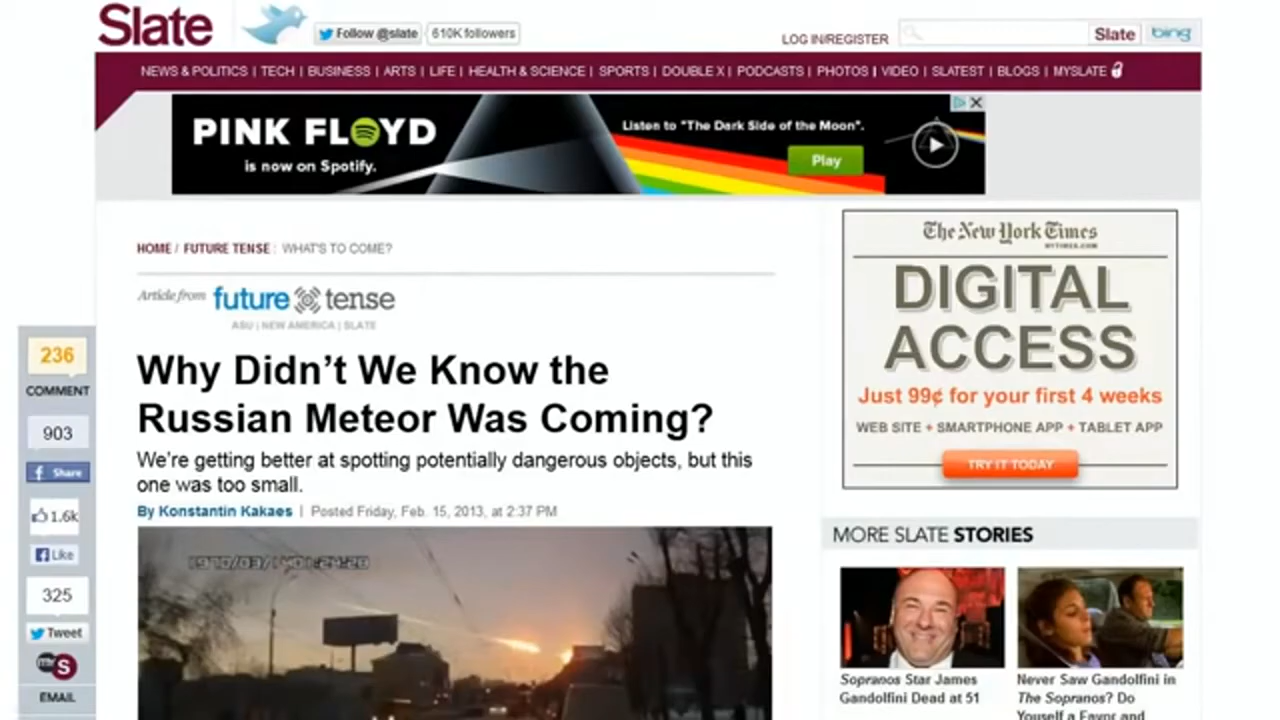 Slate
Follow @slate
610K followers
LOG IN/REGISTER
Slate
bing
NEWS & POLITICS | TECH | BUSINESS | ARTS | LIFE | HEALTH & SCIENCE | SPORTS | DOUBLE X | PODCASTS | PHOTOS | VIDEO | SLATEST | BLOGS | MYSLATE
PINK FLOYD
is now on Spotify.
Listen to "The Dark Side of the Moon".
Play
HOME / FUTURE TENSE : WHAT'S TO COME?
Article from future tense
ASU | NEW AMERICA | SLATE
Why Didn't We Know the
Russian Meteor Was Coming?
We're getting better at spotting potentially dangerous objects, but this
one was too small.
By Konstantin Kakaes | Posted Friday, Feb. 15, 2013, at 2:37 PM
236
COMMENT
903
Share
1.6k
Like
325
Tweet
my S
EMAIL
The New York Times
NYTIMES.COM
DIGITAL
ACCESS
Just 99¢ for your first 4 weeks
WEB SITE + SMARTPHONE APP + TABLET APP
TRY IT TODAY
MORE SLATE STORIES
Sopranos Star James
Gandolfini Dead at 51
Never Saw Gandolfini in
The Sopranos? Do
Youself a Favor and